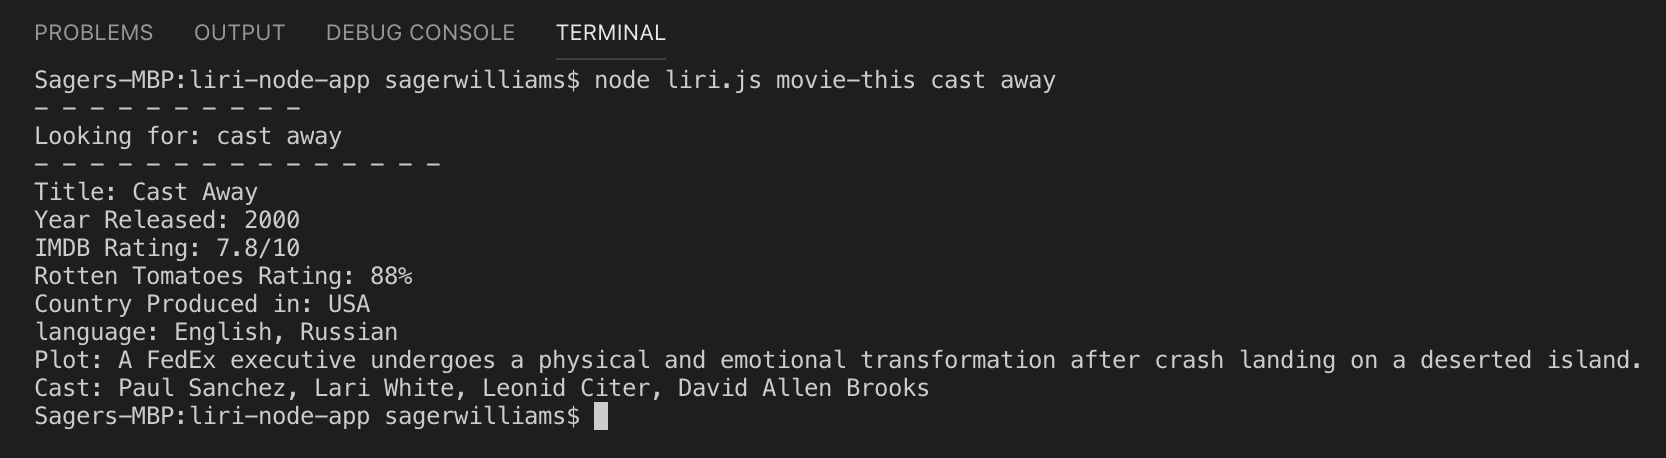 PROBLEMS OUTPUT DEBUG CONSOLE TERMINAL
Sagers-MBP:liri-node-app sagerwilliams$ node liri.js movie-this cast away
- - - - - - - - - -
Looking for: cast away
- - - - - - - - - - - - - - -
Title: Cast Away
Year Released: 2000
IMDB Rating: 7.8/10
Rotten Tomatoes Rating: 88%
Country Produced in: USA
language: English, Russian
Plot: A FedEx executive undergoes a physical and emotional transformation after crash landing on a deserted island.
Cast: Paul Sanchez, Lari White, Leonid Citer, David Allen Brooks
Sagers-MBP:liri-node-app sagerwilliams$